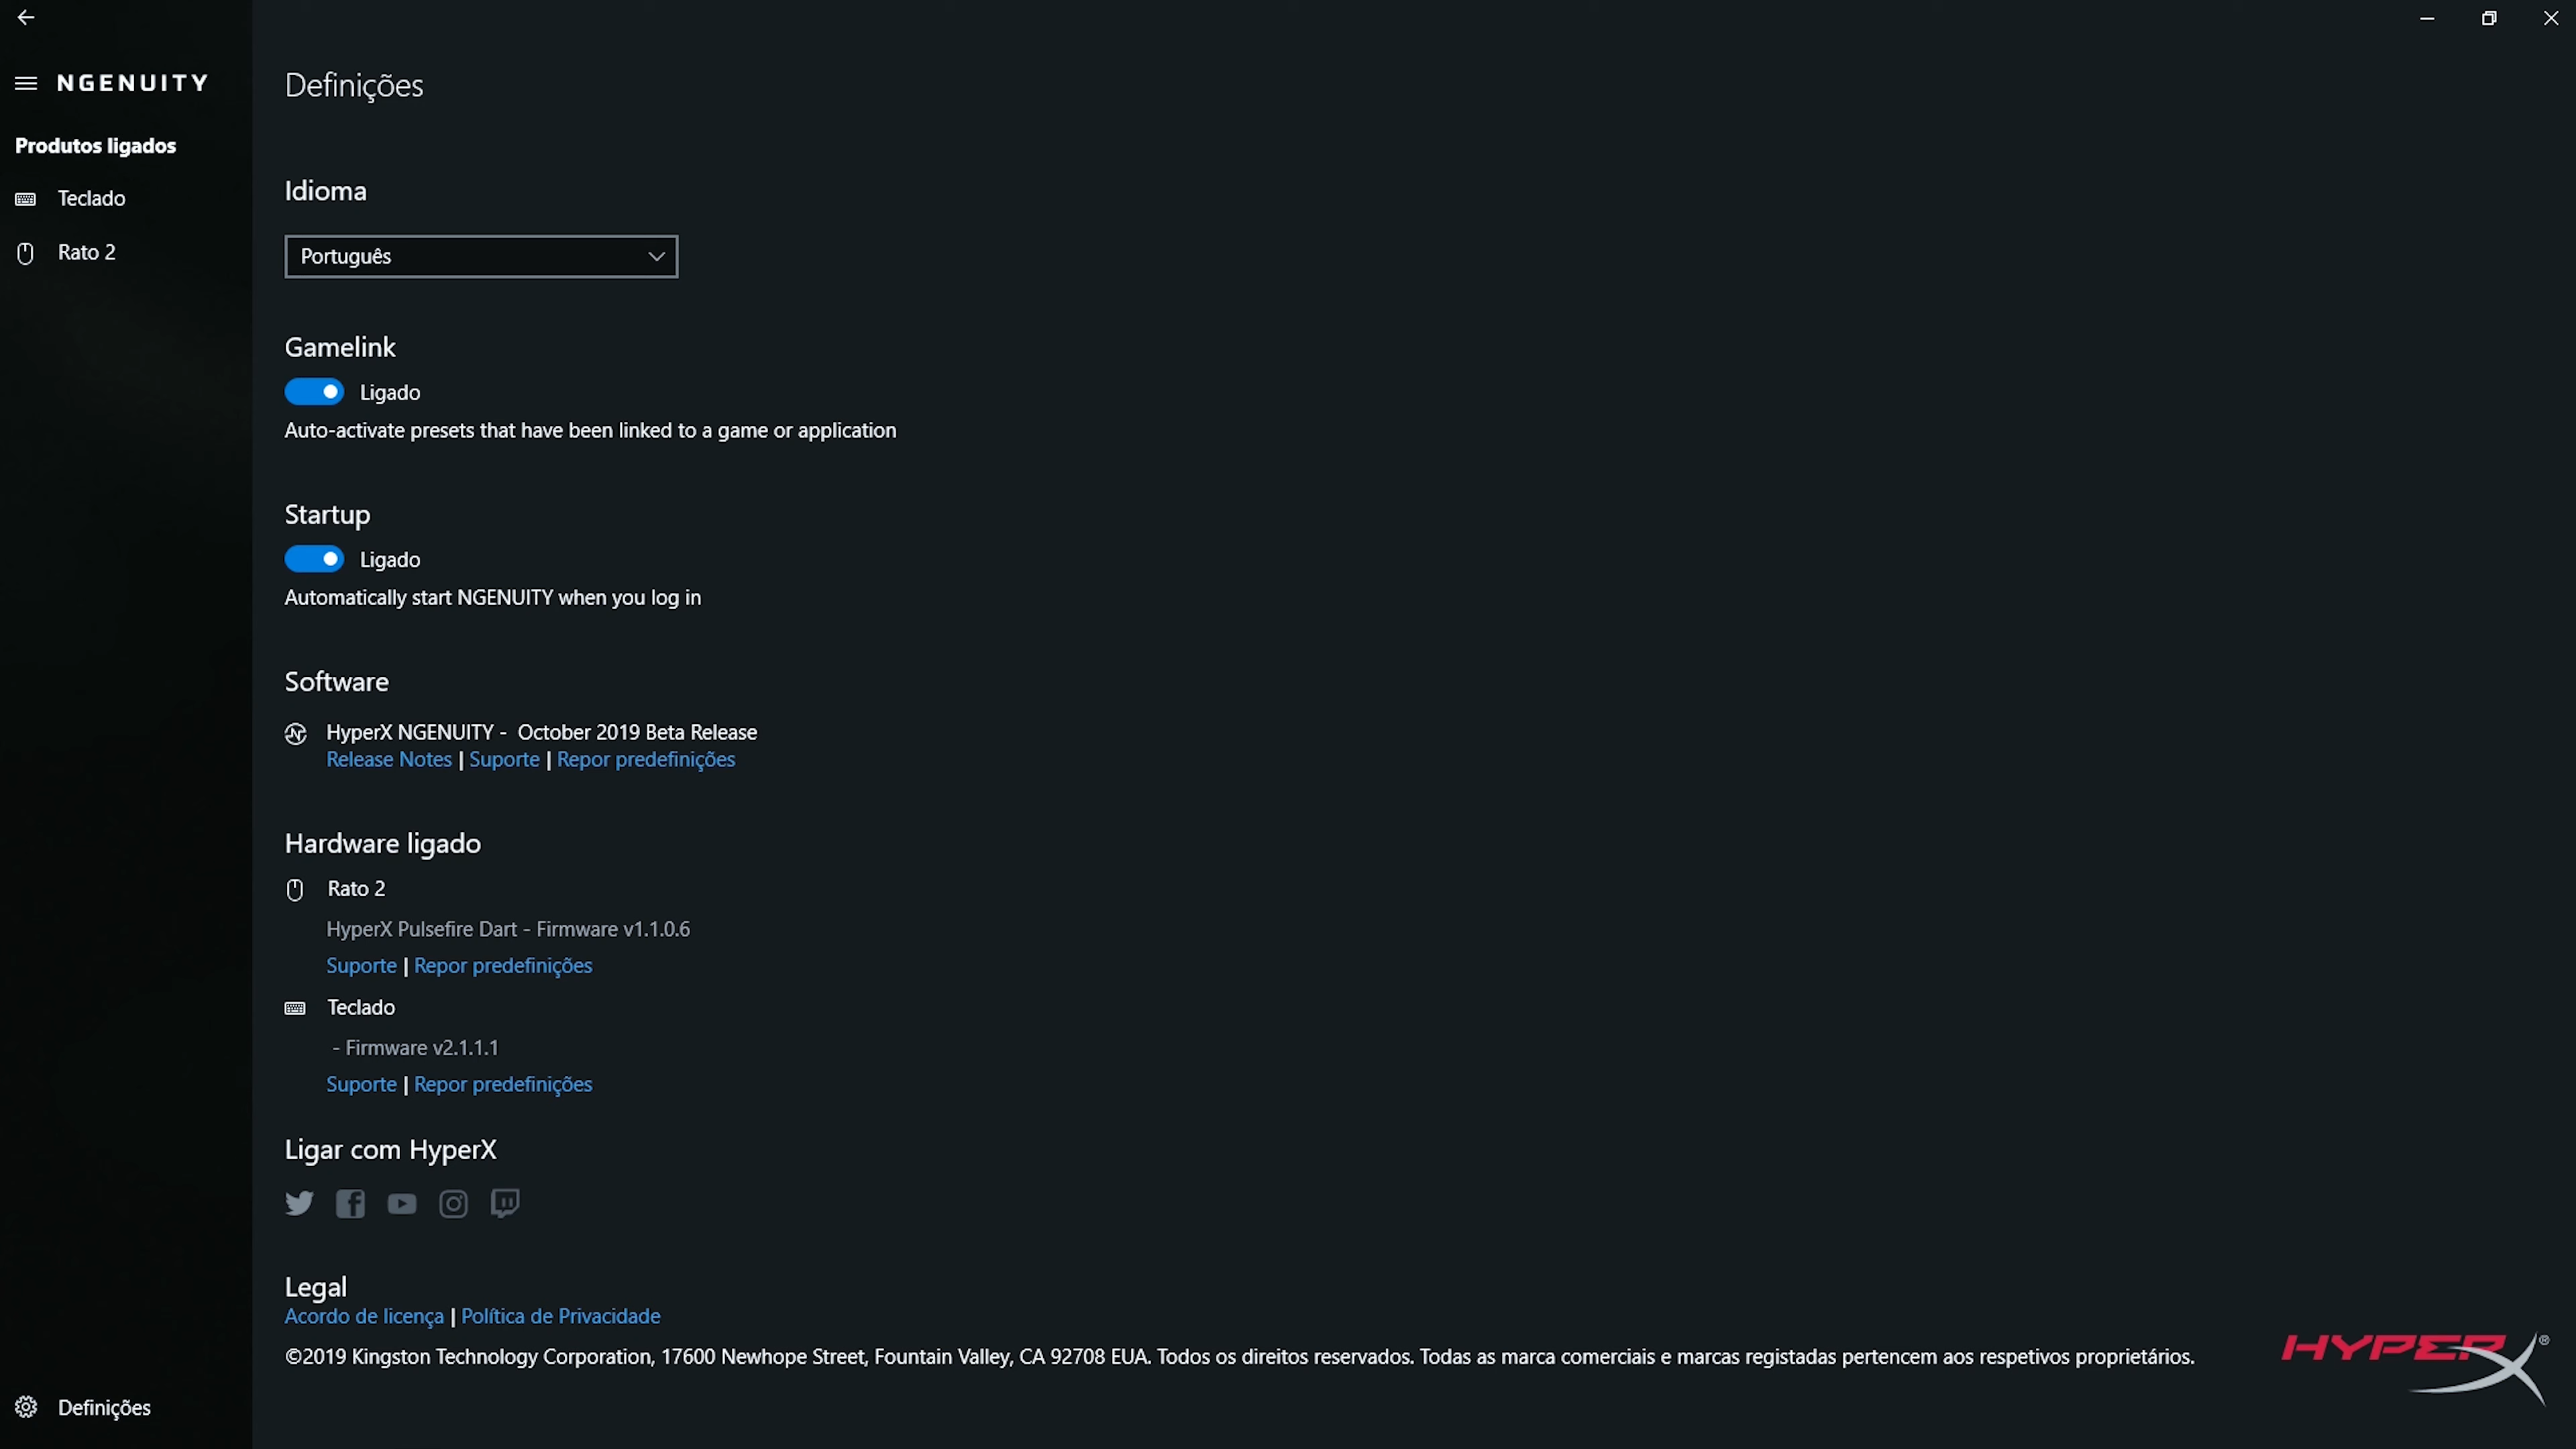 NGENUITY
Produtos ligados
Teclado
Rato 2
Definições
Definições
Idioma
Português
Gamelink
Ligado
Auto-activate presets that have been linked to a game or application
Startup
Ligado
Automatically start NGENUITY when you log in
Software
HyperX NGENUITY -  October 2019 Beta Release
Release Notes | Suporte | Repor predefinições
Hardware ligado
Rato 2
HyperX Pulsefire Dart - Firmware v1.1.0.6
Suporte | Repor predefinições
Teclado
- Firmware v2.1.1.1
Suporte | Repor predefinições
Ligar com HyperX
Legal
Acordo de licença | Política de Privacidade
©2019 Kingston Technology Corporation, 17600 Newhope Street, Fountain Valley, CA 92708 EUA. Todos os direitos reservados. Todas as marca comerciais e marcas registadas pertencem aos respetivos proprietários.
HYPERX®